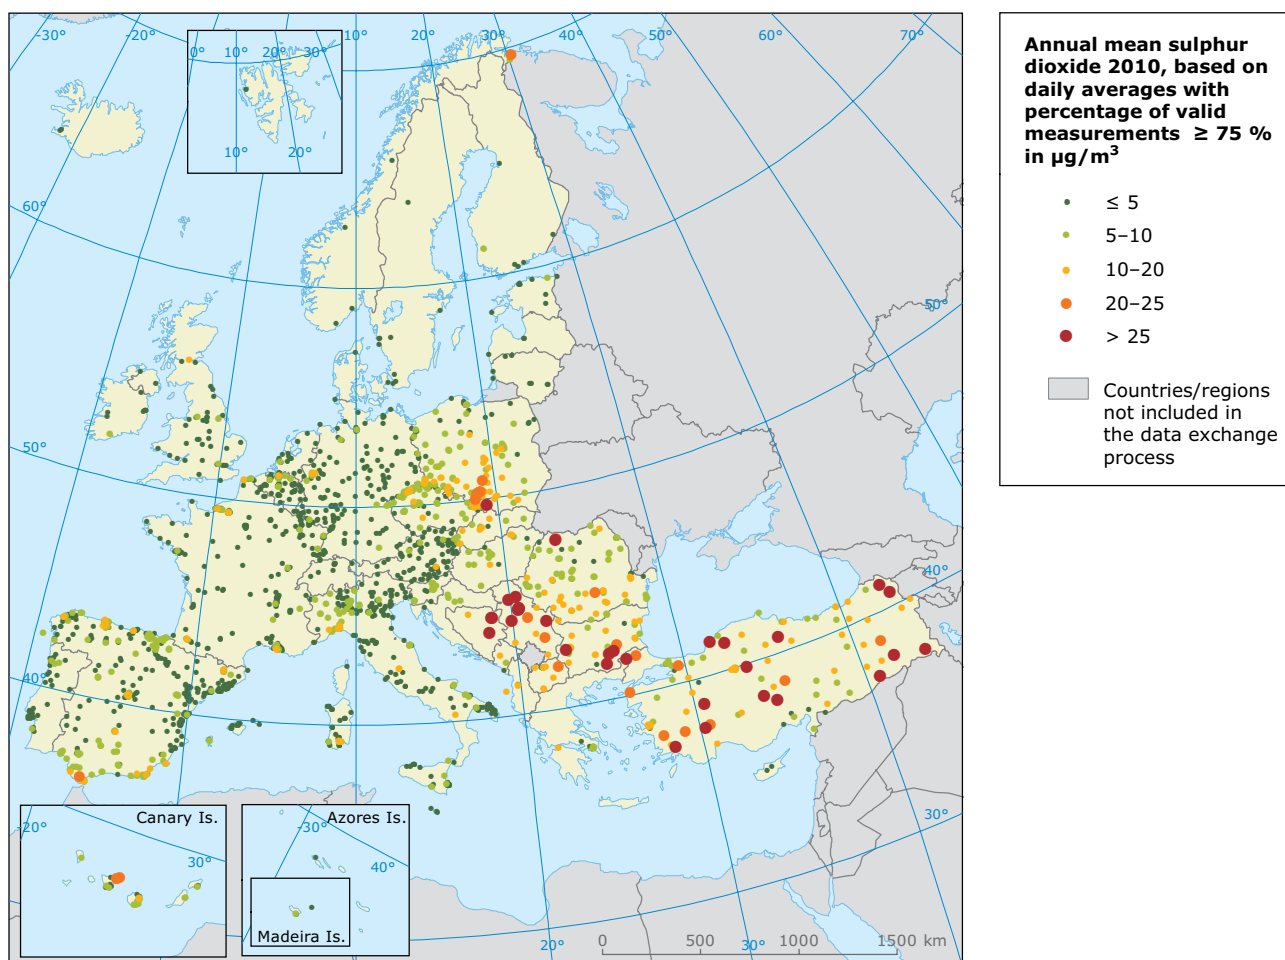 -30°
-20°
-10°
0°
10°
20°
30°
40°
50°
60°
70°
0°
10°
20°
30°
10°
20°
60°
50°
40°
50°
40°
30°
20°
30°
Canary Is.
-20°
30°
Azores Is.
-30°
40°
Madeira Is.
0
500
1000
1500 km
Annual mean sulphur
dioxide 2010, based on
daily averages with
percentage of valid
measurements ≥ 75 %
in µg/m³
≤ 5
5–10
10–20
20–25
> 25
Countries/regions
not included in
the data exchange
process